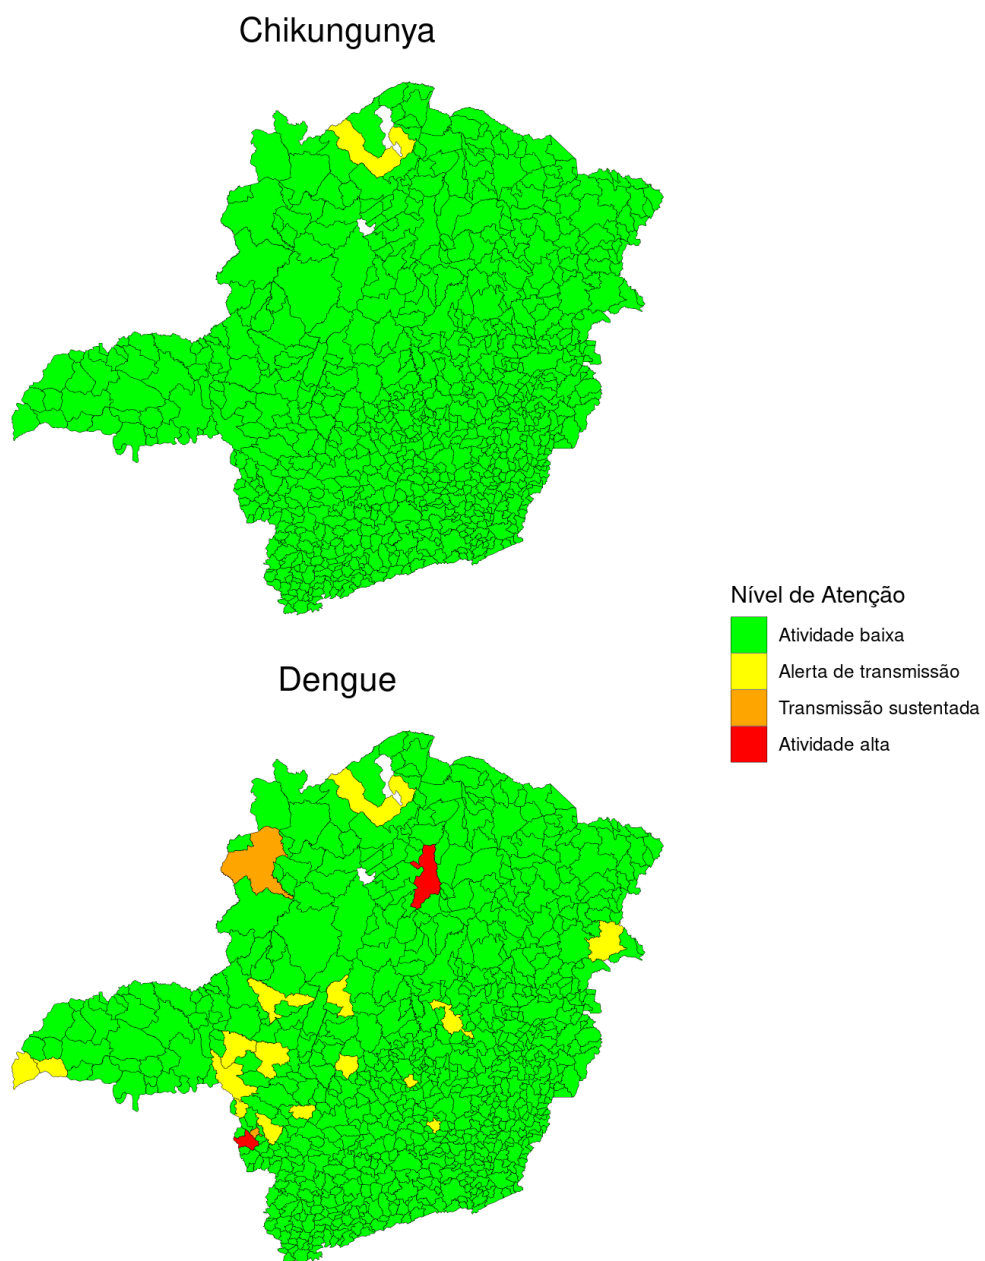 Chikungunya
Nível de Atenção
Atividade baixa
Alerta de transmissão
Transmissão sustentada
Atividade alta
Dengue